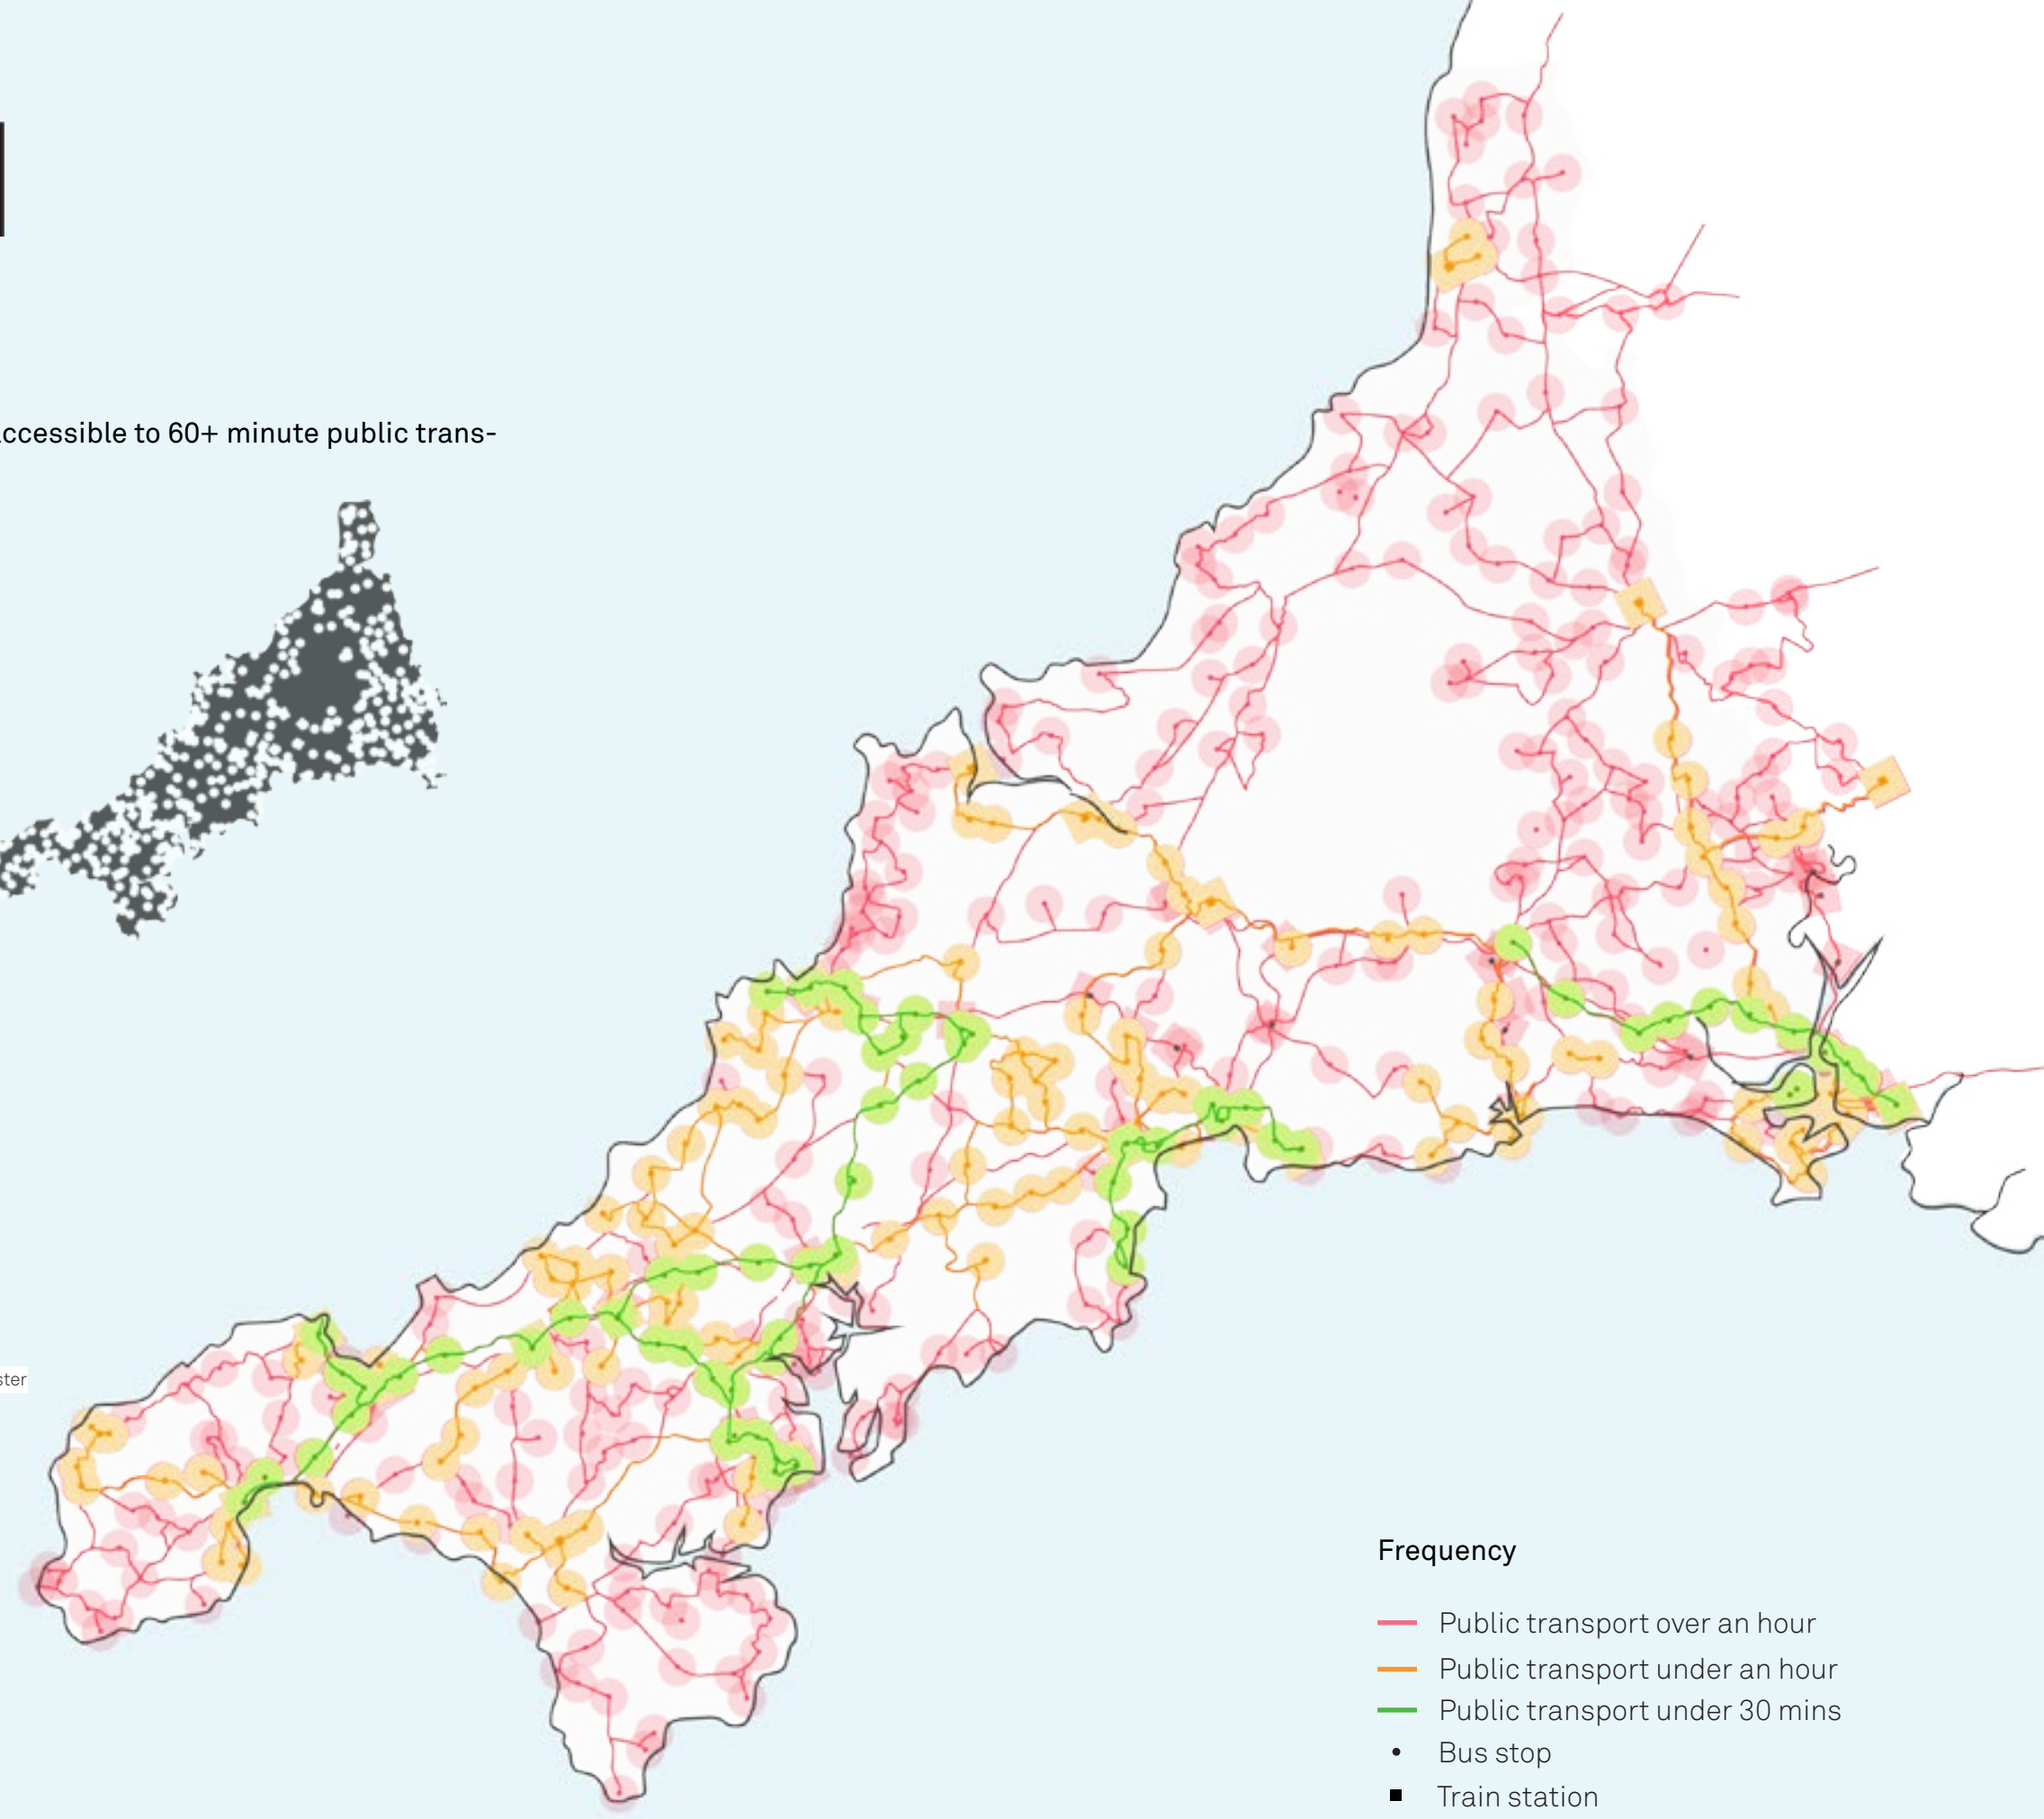 ccessible to 60+ minute public trans-
ster
Frequency
Public transport over an hour
Public transport under an hour
Public transport under 30 mins
Bus stop
Train station